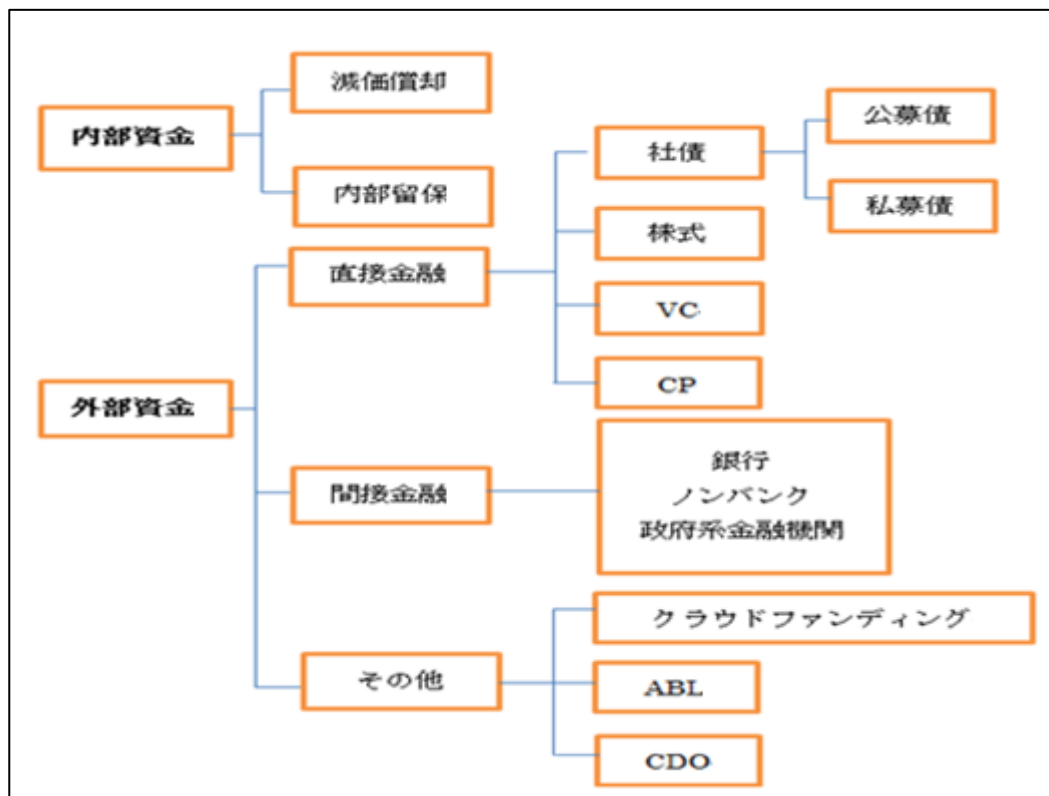 内部資金
減価償却
内部留保
外部資金
直接金融
社債
公募債
私募債
株式
VC
CP
間接金融
銀行
ノンバンク
政府系金融機関
その他
クラウドファンディング
ABL
CDO